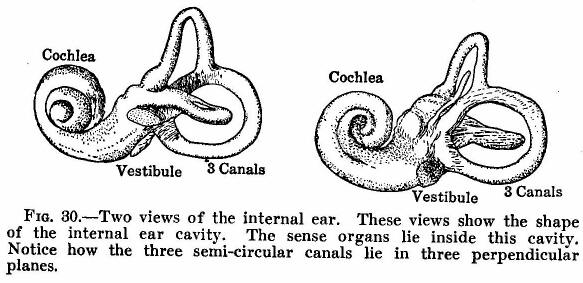 Cochlea
Vestibule
3 Canals
Cochlea
Vestibule
3 Canals
FIG. 30.—Two views of the internal ear. These views show the shape
of the internal ear cavity. The sense organs lie inside this cavity.
Notice how the three semi-circular canals lie in three perpendicular
planes.